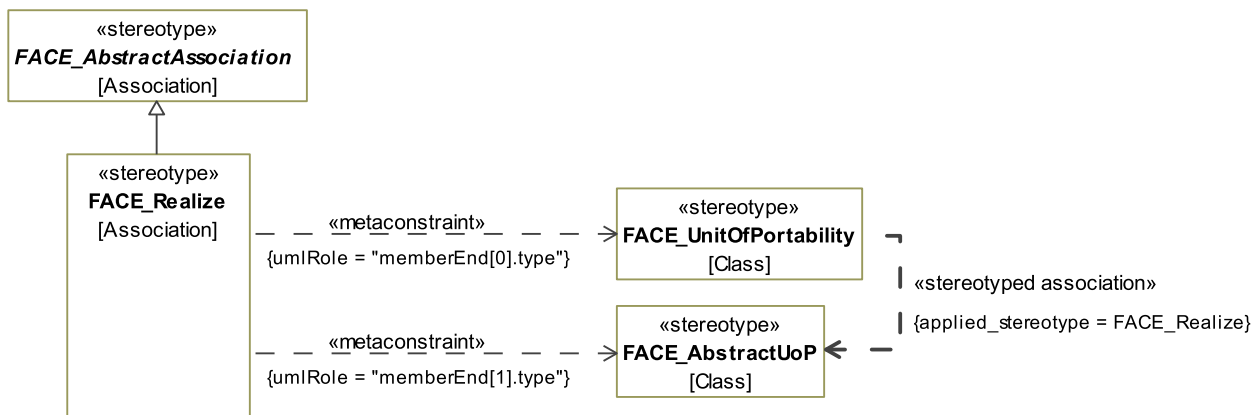 «stereotype»
FACE_AbstractAssociation
[Association]
«stereotype»
FACE_Realize
[Association]
«metaconstraint»
{umlRole = "memberEnd[0].type"}
«stereotype»
FACE_UnitOfPortability
[Class]
«stereotyped association»
{applied_stereotype = FACE_Realize}
«metaconstraint»
{umlRole = "memberEnd[1].type"}
«stereotype»
FACE_AbstractUoP
[Class]